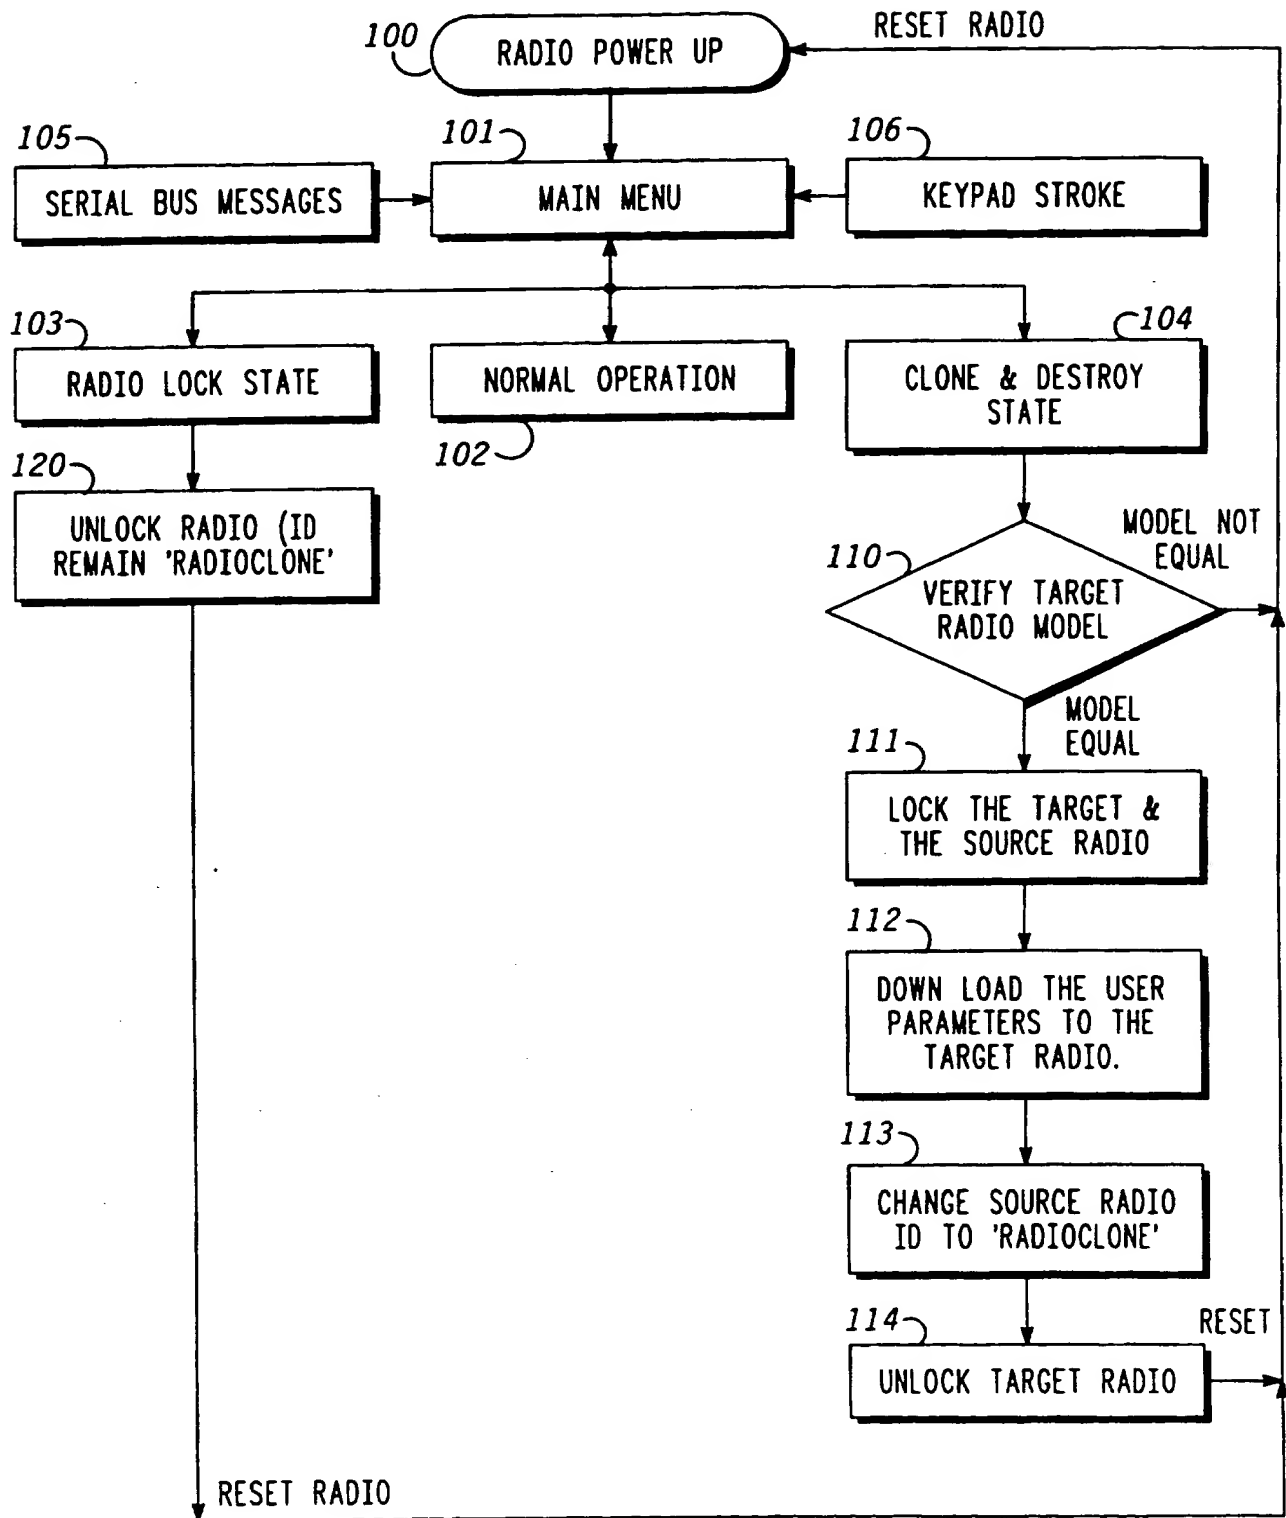 RESET RADIO
100
RADIO POWER UP
105
101
106
SERIAL BUS MESSAGES
MAIN MENU
KEYPAD STROKE
103
104
RADIO LOCK STATE
NORMAL OPERATION
CLONE & DESTROY
STATE
102
120
UNLOCK RADIO (ID
REMAIN 'RADIOCLONE'
MODEL NOT
EQUAL
110
VERIFY TARGET
RADIO MODEL
MODEL
EQUAL
111
LOCK THE TARGET &
THE SOURCE RADIO
112
DOWN LOAD THE USER
PARAMETERS TO THE
TARGET RADIO.
113
CHANGE SOURCE RADIO
ID TO 'RADIOCLONE'
114
RESET
UNLOCK TARGET RADIO
RESET RADIO